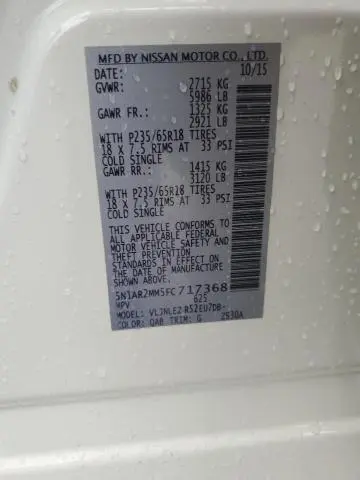 MFD BY NISSAN MOTOR CO., LTD.
DATE: 10/15
GVWR: 2715 KG
5986 LB
GAWR FR.: 1325 KG
2921 LB
WITH P235/65R18 TIRES
18 X 7.5 RIMS AT 33 PSI
COLD SINGLE
GAWR RR.: 1415 KG
3120 LB
WITH P235/65R18 TIRES
18 X 7.5 RIMS AT 33 PSI
COLD SINGLE
THIS VEHICLE CONFORMS TO
ALL APPLICABLE FEDERAL
MOTOR VEHICLE SAFETY
AND THEFT PREVENTION
STANDARDS IN EFFECT ON
THE DATE OF MANUFACTURE
SHOWN ABOVE.
5N1AR2MM5FC717368
MPV 625
MODEL:
COLOR: QAB TRIM: G 2930A